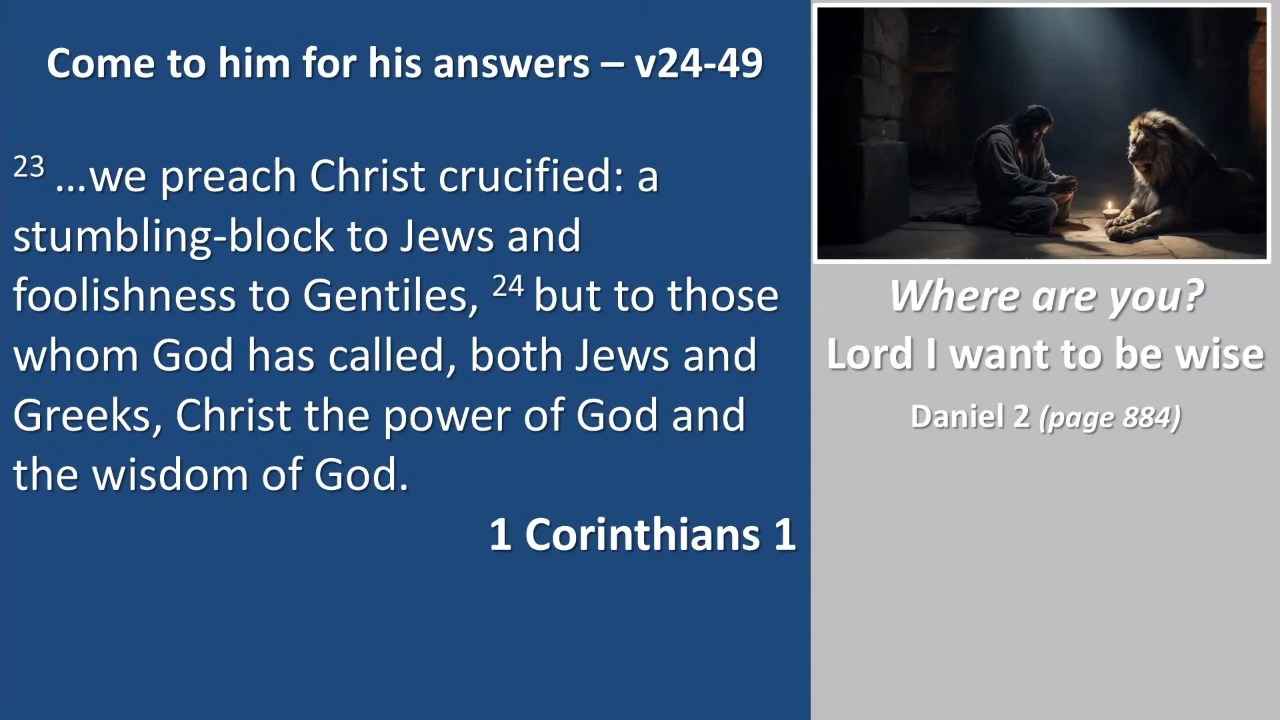 Come to him for his answers – v24-49
23 …we preach Christ crucified: a
stumbling-block to Jews and
foolishness to Gentiles, 24 but to those
whom God has called, both Jews and
Greeks, Christ the power of God and
the wisdom of God.
1 Corinthians 1
Where are you?
Lord I want to be wise
Daniel 2 (page 884)